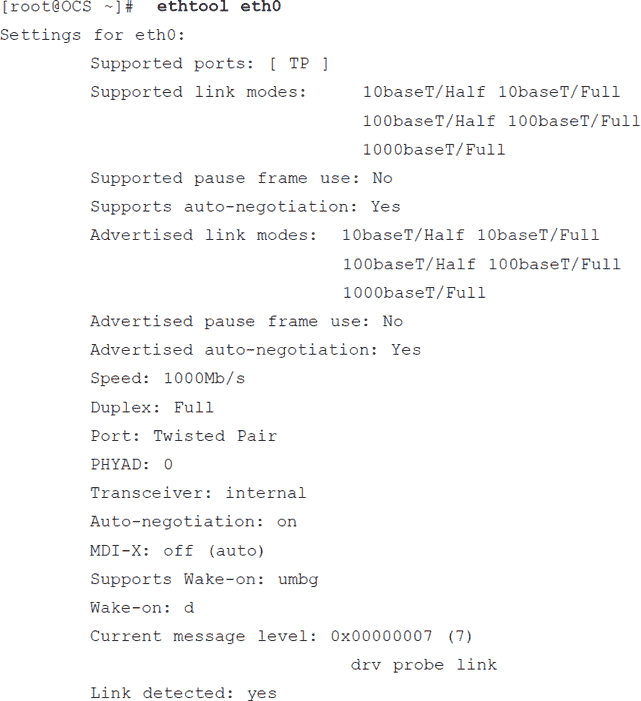 [root@OCS ~]# ethtool eth0
Settings for eth0:
Supported ports: [ TP ]
Supported link modes: 10baseT/Half 10baseT/Full
100baseT/Half 100baseT/Full
1000baseT/Full
Supported pause frame use: No
Supports auto-negotiation: Yes
Advertised link modes: 10baseT/Half 10baseT/Full
100baseT/Half 100baseT/Full
1000baseT/Full
Advertised pause frame use: No
Advertised auto-negotiation: Yes
Speed: 1000Mb/s
Duplex: Full
Port: Twisted Pair
PHYAD: 0
Transceiver: internal
Auto-negotiation: on
MDI-X: off (auto)
Supports Wake-on: umbg
Wake-on: d
Current message level: 0x00000007 (7)
drv probe link
Link detected: yes